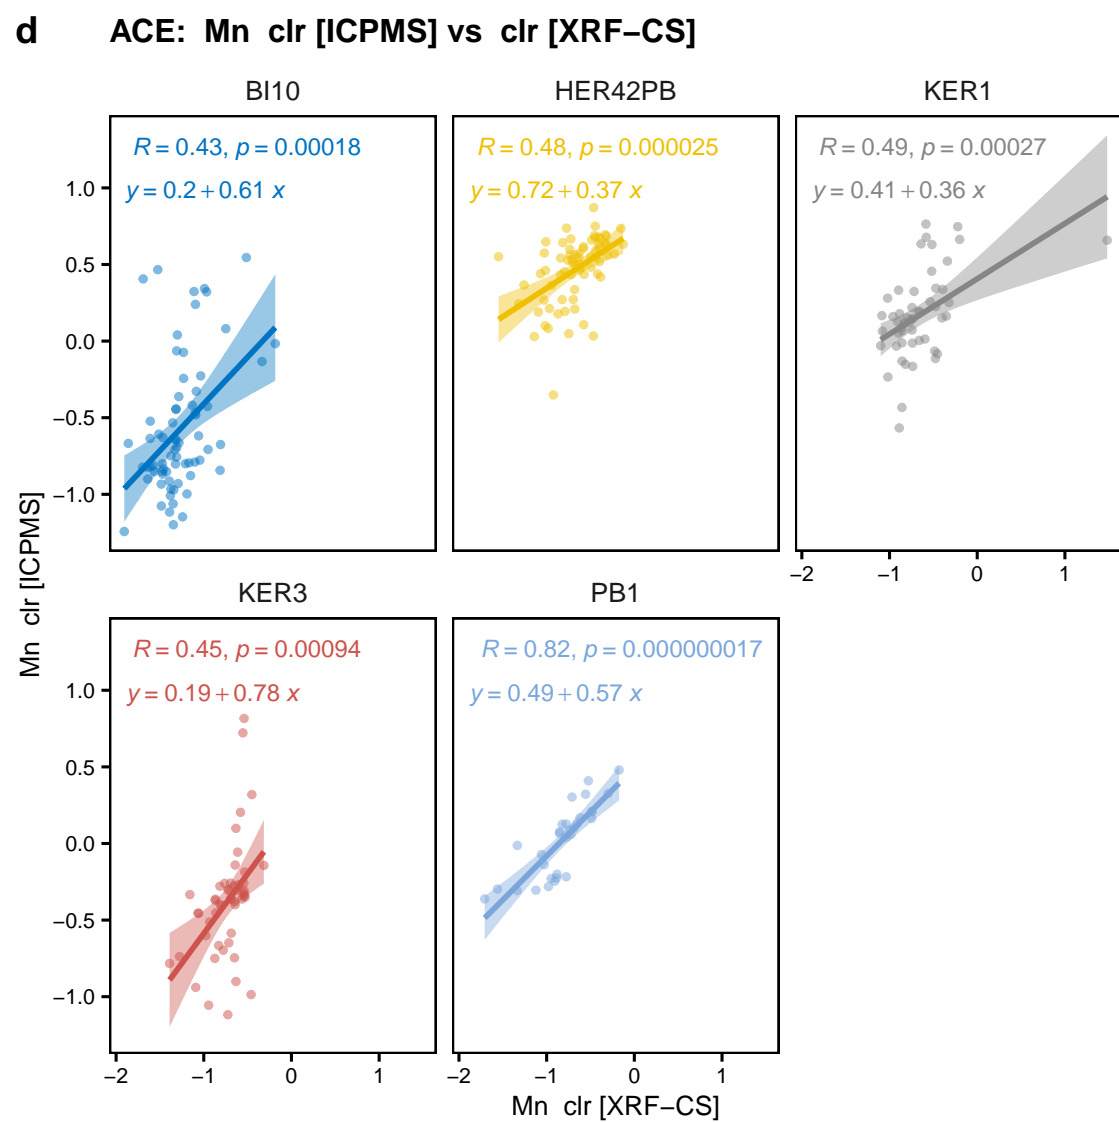 d ACE: Mn clr [ICPMS] vs clr [XRF–CS]
BI10 HER42PB KER1
R = 0.43, p = 0.00018 R = 0.48, p = 0.000025 R = 0.49, p = 0.00027
y = 0.2 + 0.61 x y = 0.72 + 0.37 x y = 0.41 + 0.36 x
1.0
0.5
0.0
−0.5
−1.0
−2 −1 0 1
Mn clr [ICPMS]
KER3 PB1
R = 0.45, p = 0.00094 R = 0.82, p = 0.000000017
y = 0.19 + 0.78 x y = 0.49 + 0.57 x
1.0
0.5
0.0
−0.5
−1.0
−2 −1 0 1 −2 −1 0 1
Mn clr [XRF–CS]